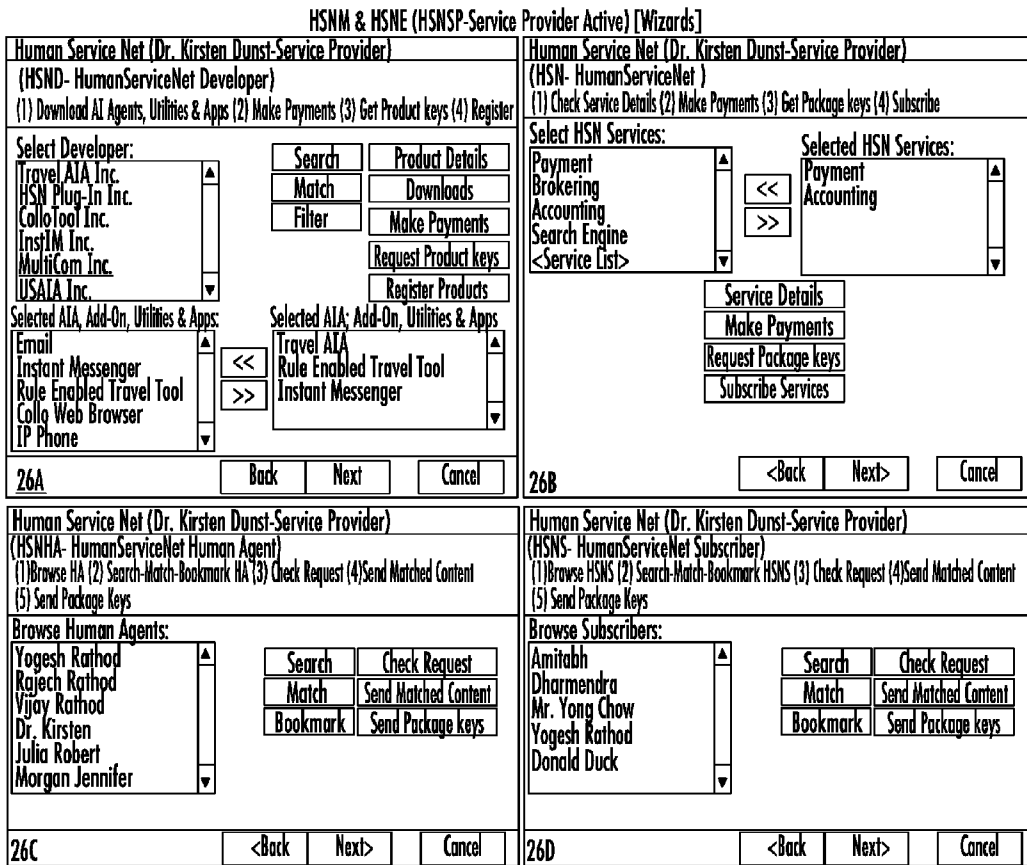 HSNM & HSNE (HSNSP-Service Provider Active) [Wizards]
Human Service Net (Dr. Kirsten Dunst-Service Provider)
(HSND- HumanServiceNet Developer)
(1) Download AI Agents, Utilities & Apps (2) Make Payments (3) Get Product keys (4) Register
Select Developer:
Travel AIA Inc.
HSN Plug-In Inc.
ColloTool Inc.
InstIM Inc.
MultiCom Inc.
USAIA Inc.
Search
Match
Filter
Product Details
Downloads
Make Payments
Request Product keys
Register Products
Selected AIA, Add-On, Utilities & Apps:
Email
Instant Messenger
Rule Enabled Travel Tool
Collo Web Browser
IP Phone
<<
>>
Selected AIA; Add-On, Utilities & Apps
Travel AIA
Rule Enabled Travel Tool
Instant Messenger
26A
Back
Next
Cancel
Human Service Net (Dr. Kirsten Dunst-Service Provider)
(HSN- HumanServiceNet )
(1) Check Service Details (2) Make Payments (3) Get Package keys (4) Subscribe
Select HSN Services:
Payment
Brokering
Accounting
Search Engine
<Service List>
<<
>>
Selected HSN Services:
Payment
Accounting
Service Details
Make Payments
Request Package keys
Subscribe Services
26B
<Back
Next>
Cancel
Human Service Net (Dr. Kirsten Dunst-Service Provider)
(HSNHA- HumanServiceNet Human Agent)
(1)Browse HA (2) Search-Match-Bookmark HA (3) Check Request (4)Send Matched Content
(5) Send Package Keys
Browse Human Agents:
Yogesh Rathod
Rajech Rathod
Vijay Rathod
Dr. Kirsten
Julia Robert
Morgan Jennifer
Search
Match
Bookmark
Check Request
Send Matched Content
Send Package keys
26C
<Back
Next>
Cancel
Human Service Net (Dr. Kirsten Dunst-Service Provider)
(HSNS- HumanServiceNet Subscriber)
(1)Browse HSNS (2) Search-Match-Bookmark HSNS (3) Check Request (4)Send Matched Content
(5) Send Package Keys
Browse Subscribers:
Amitabh
Dharmendra
Mr. Yong Chow
Yogesh Rathod
Donald Duck
Search
Match
Bookmark
Check Request
Send Matched Content
Send Package keys
26D
<Back
Next>
Cancel